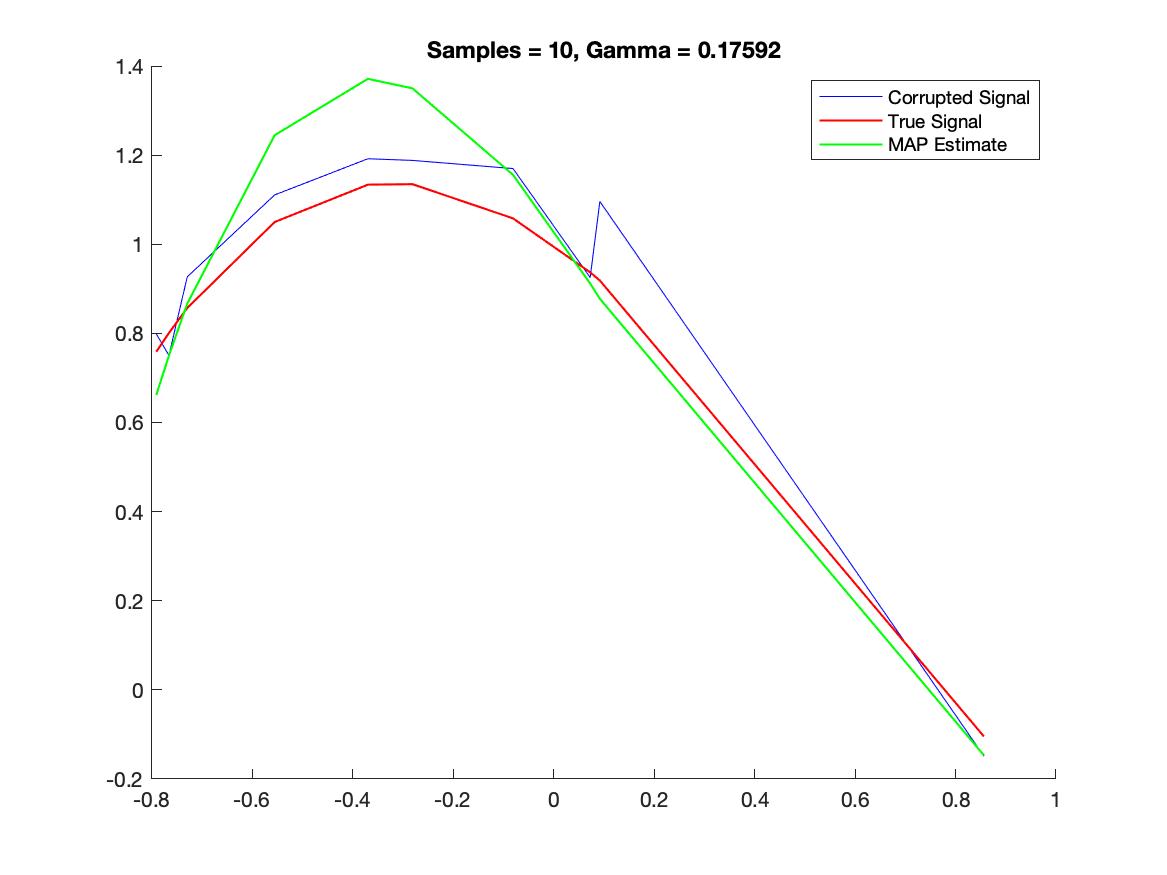 Samples = 10, Gamma = 0.17592
Corrupted Signal
True Signal
MAP Estimate
1.4
1.2
1
0.8
0.6
0.4
0.2
0
-0.2
-0.8 -0.6 -0.4 -0.2 0 0.2 0.4 0.6 0.8 1